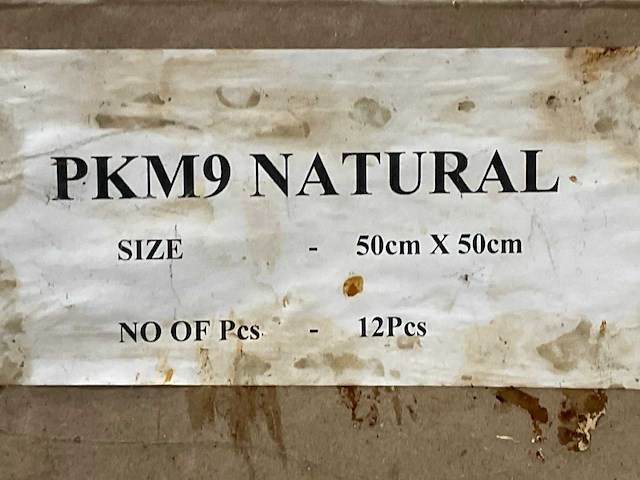 PKM9 NATURAL
SIZE - 50cm X 50cm
NO OF Pcs - 12Pcs